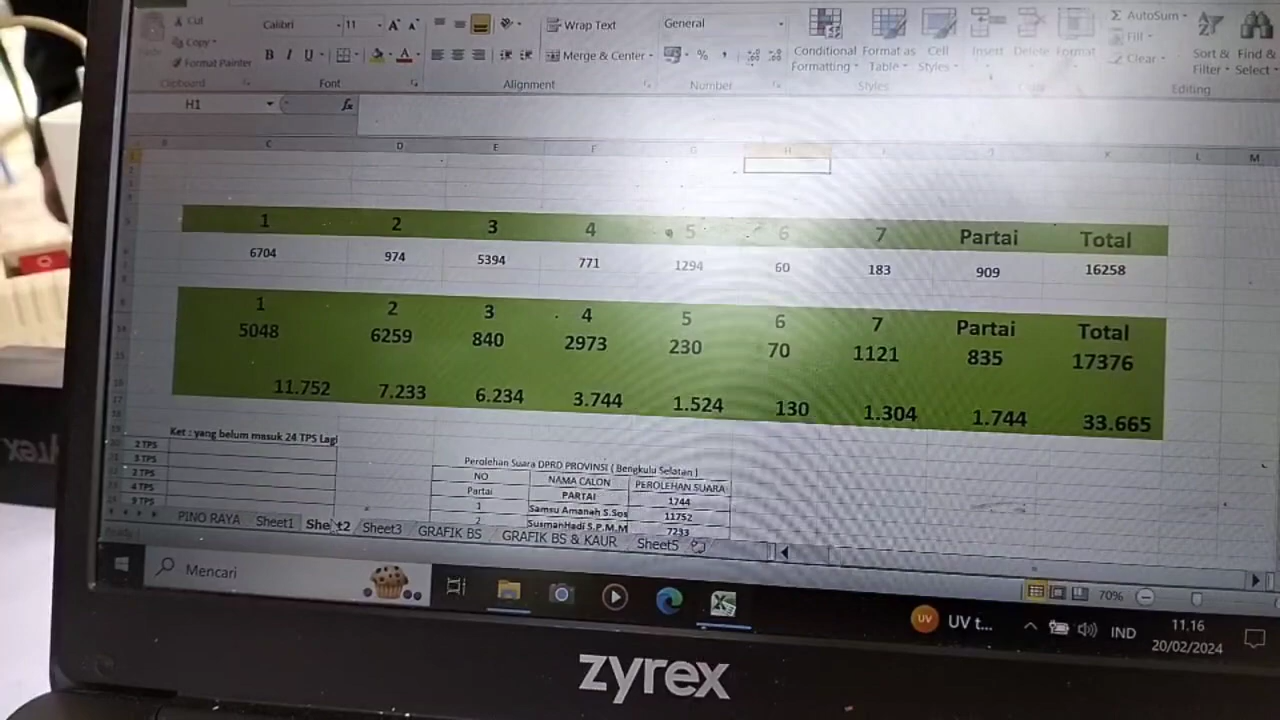 Cut
Calibri 11 A A
Wrap Text
General
AutoSum
Copy
Fill
Format Painter
B I U
Merge & Center
%
Conditional Formatting
Format as Table
Cell Styles
Insert
Delete
Format
Clear
Sort & Filter
Find & Select
Clipboard
Font
Alignment
Number
Styles
Editing
H1
fx
C D E F G H K L M
1 2 3 4 5 6 7 Partai Total
6704 974 5394 771 1294 60 183 909 16258
1 2 3 4 5 6 7 Partai Total
5048 6259 840 2973 230 70 1121 835 17376
11.752 7.233 6.234 3.744 1.524 130 1.304 1.744 33.665
Ket : yang belum masuk 24 TPS Lagi
2 TPS
3 TPS
2 TPS
4 TPS
9 TPS
Perolehan Suara DPRD PROVINSI ( Bengkulu Selatan )
NO NAMA CALON PEROLEHAN SUARA
Partai PARTAI 1744
1 Samsu Amanah S.Sos 11752
2 SusmanHadi S.P.M.M 7233
PINO RAYA Sheet1 Sheet2 Sheet3 GRAFIK BS GRAFIK BS & KAUR Sheet5
Ready
70%
Mencari
UV UV t...
IND
11.16
20/02/2024
zyrex